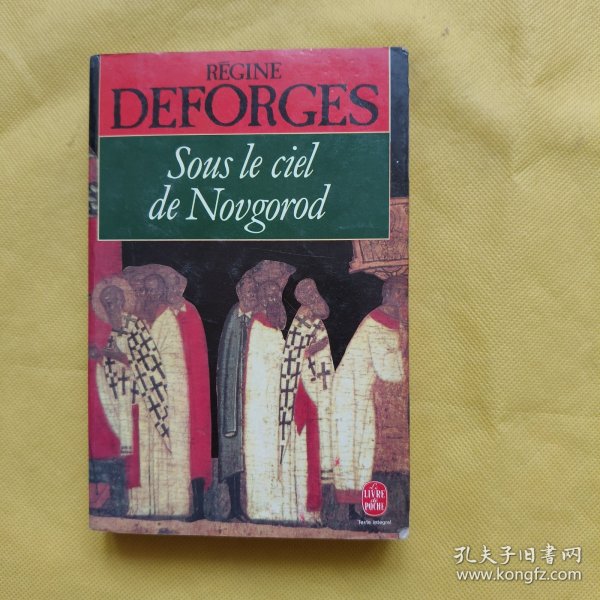 RÉGINE
DEFORGES
Sous le ciel
de Novgorod
Le
LIVRE
de
POCHE
Texte intégral
孔夫子旧书网
www.kongfz.com